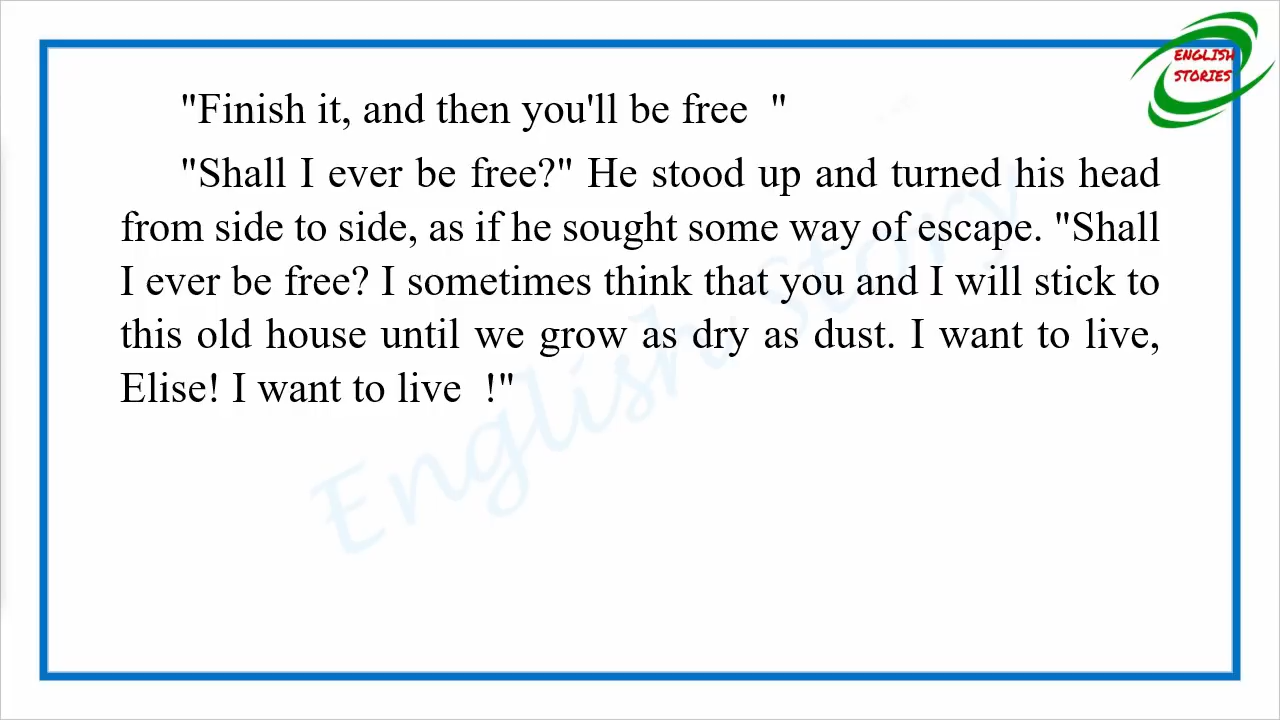 ENGLISH
STORIES
"Finish it, and then you'll be free  "
"Shall I ever be free?" He stood up and turned his head
from side to side, as if he sought some way of escape. "Shall
I ever be free? I sometimes think that you and I will stick to
this old house until we grow as dry as dust. I want to live,
Elise! I want to live  !"
English Story